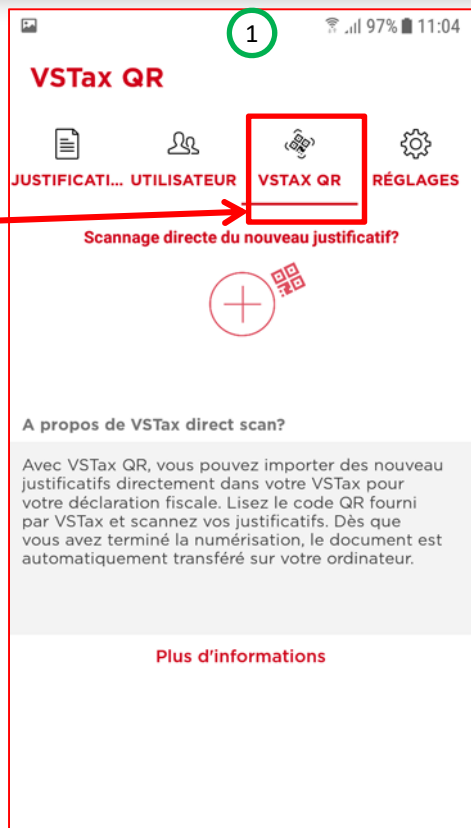 1
97% 11:04
VSTax QR
JUSTIFICATI... UTILISATEUR VSTAX QR RÉGLAGES
Scannage directe du nouveau justificatif?
A propos de VSTax direct scan?
Avec VSTax QR, vous pouvez importer des nouveau
justificatifs directement dans votre VSTax pour
votre déclaration fiscale. Lisez le code QR fourni
par VSTax et scannez vos justificatifs. Dès que
vous avez terminé la numérisation, le document est
automatiquement transféré sur votre ordinateur.
Plus d'informations